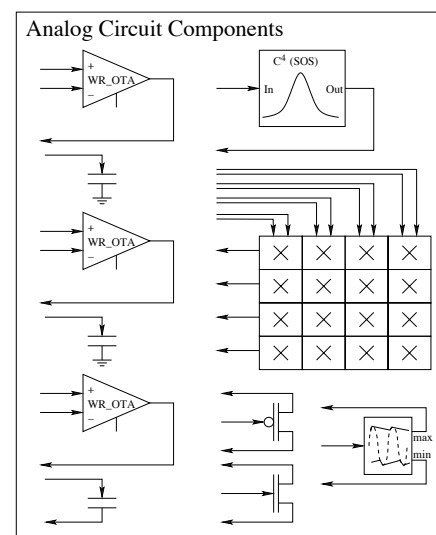 Analog Circuit Components
+
WR_OTA
−
C⁴ (SOS)
In Out
+
WR_OTA
−
+
WR_OTA
−
max
min